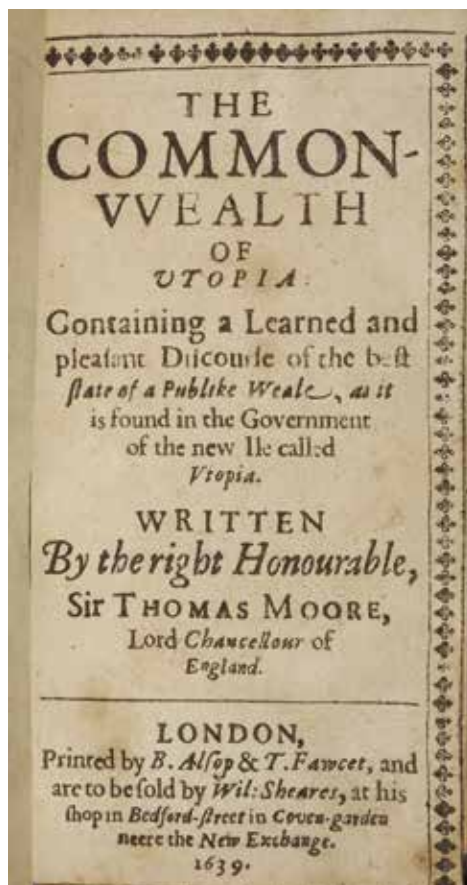 THE
COMMON-
VVEALTH
OF
VTOPIA:
Containing a Learned and
pleaſant Diſcourſe of the beſt
ſtate of a Publike Weale, as it
is found in the Government
of the new Ile called
Vtopia.
WRITTEN
By the right Honourable,
Sir THOMAS MOORE,
Lord Chancellour of
England.
LONDON,
Printed by B. Alſop & T. Fawcet, and
are to be ſold by Wil: Sheares, at his
ſhop in Bedford-ſtreet in Coven-garden
neere the New Exchange.
1639.